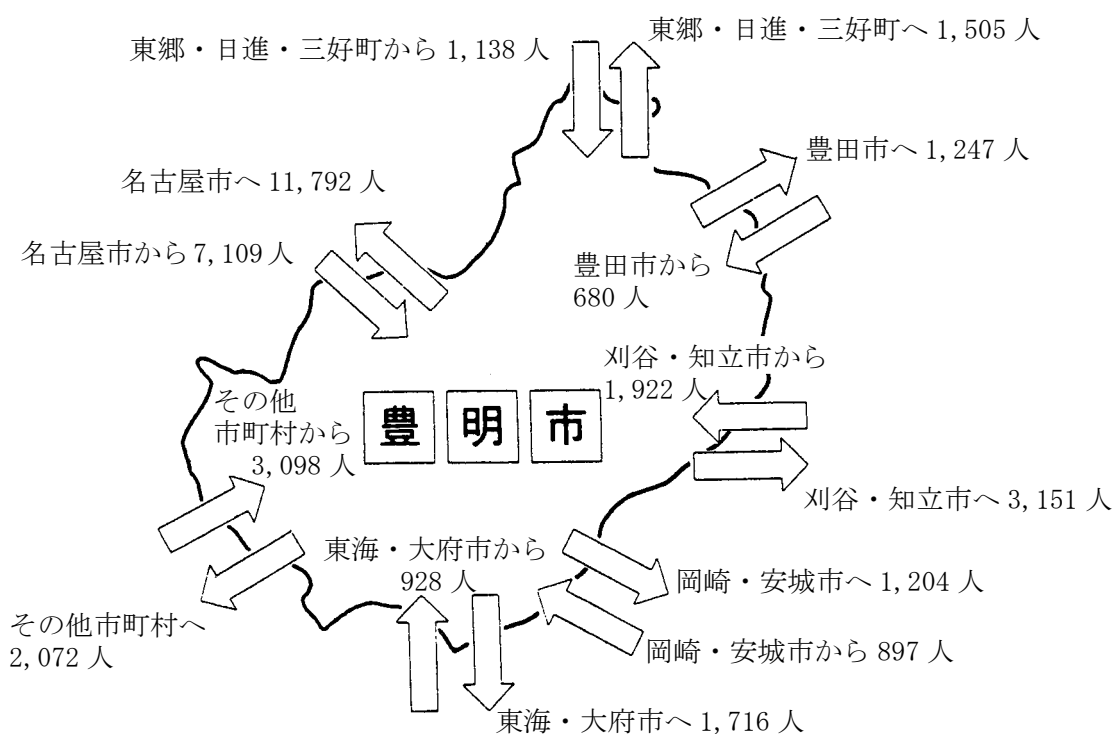 東郷・日進・三好町から 1,138 人
東郷・日進・三好町へ 1,505 人
豊田市へ 1,247 人
名古屋市へ 11,792 人
名古屋市から 7,109 人
豊田市から
680 人
刈谷・知立市から
1,922 人
その他
市町村から
3,098 人
豊明市
刈谷・知立市へ 3,151 人
東海・大府市から
928 人
岡崎・安城市へ 1,204 人
その他市町村へ
2,072 人
岡崎・安城市から 897 人
東海・大府市へ 1,716 人